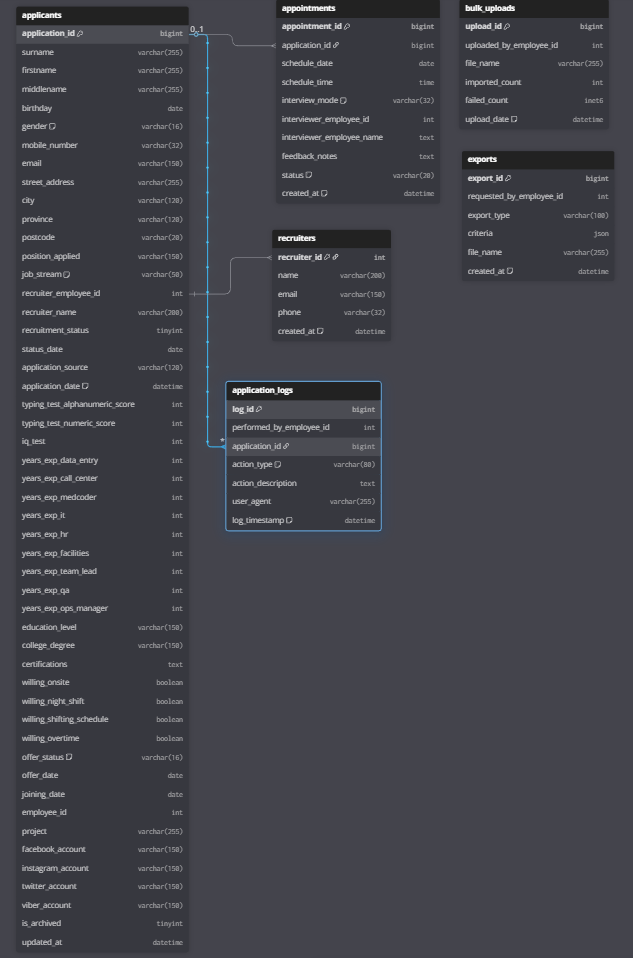 applicants
application_id bigint
surname varchar(255)
firstname varchar(255)
middlename varchar(255)
birthday date
gender varchar(16)
mobile_number varchar(32)
email varchar(150)
street_address varchar(255)
city varchar(120)
province varchar(120)
postcode varchar(20)
position_applied varchar(150)
job_stream varchar(50)
recruiter_employee_id int
recruiter_name varchar(200)
recruitment_status tinyint
status_date date
application_source varchar(120)
application_date datetime
typing_test_alphanumeric_score int
typing_test_numeric_score int
iq_test int
years_exp_data_entry int
years_exp_call_center int
years_exp_medcoder int
years_exp_it int
years_exp_hr int
years_exp_facilities int
years_exp_team_lead int
years_exp_qa int
years_exp_ops_manager int
education_level varchar(150)
college_degree varchar(150)
certifications text
willing_onsite boolean
willing_night_shift boolean
willing_shifting_schedule boolean
willing_overtime boolean
offer_status varchar(16)
offer_date date
joining_date date
employee_id int
project varchar(255)
facebook_account varchar(150)
instagram_account varchar(150)
twitter_account varchar(150)
viber_account varchar(150)
is_archived tinyint
updated_at datetime
0..1
appointments
appointment_id bigint
application_id bigint
schedule_date date
schedule_time time
interview_mode varchar(32)
interviewer_employee_id int
interviewer_employee_name text
feedback_notes text
status varchar(20)
created_at datetime
recruiters
recruiter_id int
name varchar(200)
email varchar(150)
phone varchar(32)
created_at datetime
*
application_logs
log_id bigint
performed_by_employee_id int
application_id bigint
action_type varchar(80)
action_description text
user_agent varchar(255)
log_timestamp datetime
bulk_uploads
upload_id bigint
uploaded_by_employee_id int
file_name varchar(255)
imported_count int
failed_count inet6
upload_date datetime
exports
export_id bigint
requested_by_employee_id int
export_type varchar(100)
criteria json
file_name varchar(255)
created_at datetime